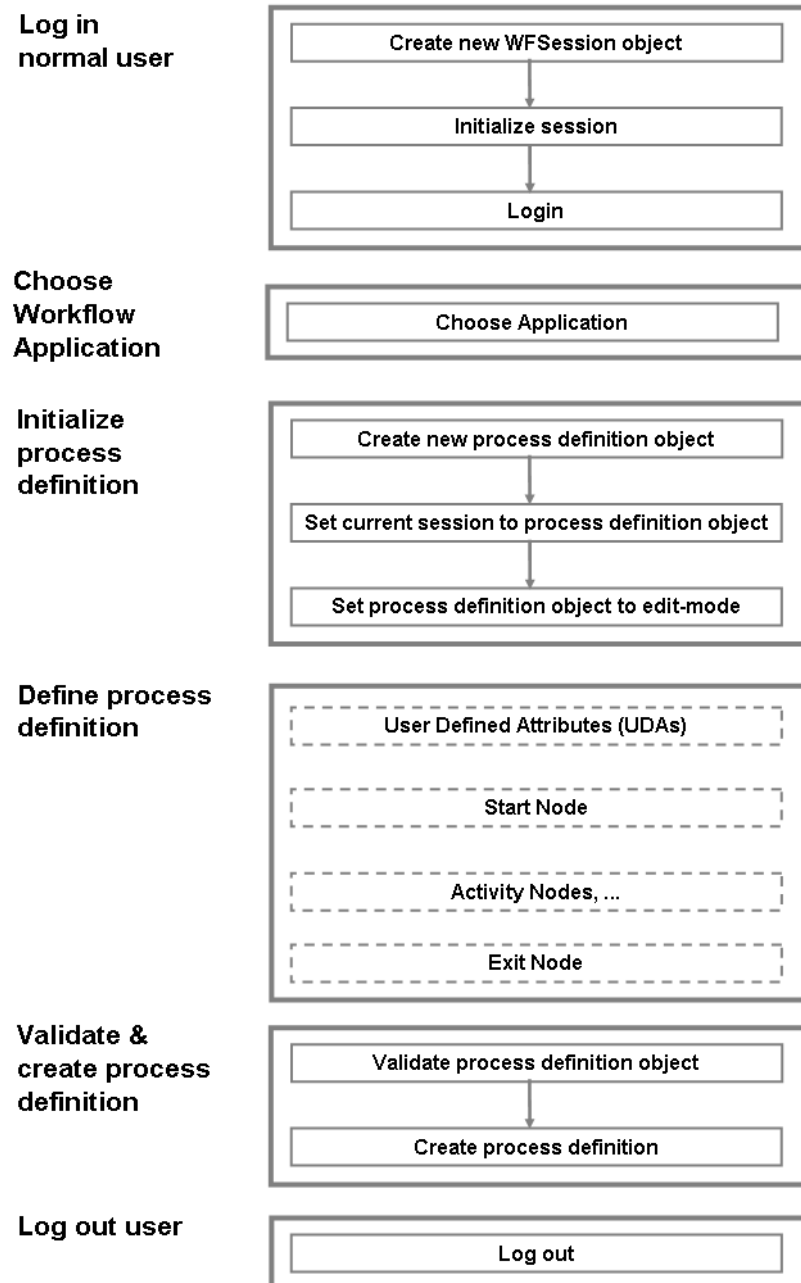 Log in
normal user
Create new WFSession object
Initialize session
Login
Choose
Workflow
Application
Choose Application
Initialize
process
definition
Create new process definition object
Set current session to process definition object
Set process definition object to edit-mode
Define process
definition
User Defined Attributes (UDAs)
Start Node
Activity Nodes, ...
Exit Node
Validate &
create process
definition
Validate process definition object
Create process definition
Log out user
Log out